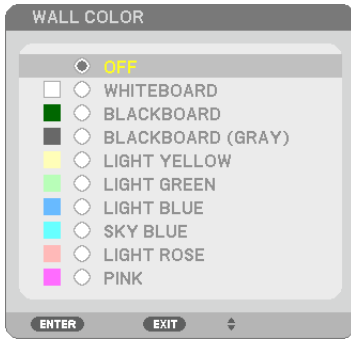 WALL COLOR
OFF
WHITEBOARD
BLACKBOARD
BLACKBOARD (GRAY)
LIGHT YELLOW
LIGHT GREEN
LIGHT BLUE
SKY BLUE
LIGHT ROSE
PINK
ENTER EXIT